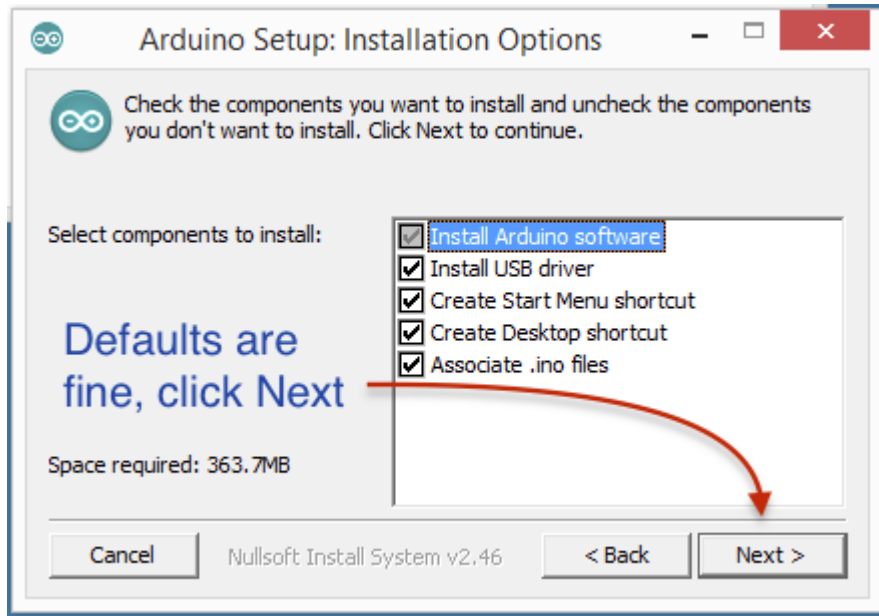 Arduino Setup: Installation Options
Check the components you want to install and uncheck the components
you don't want to install. Click Next to continue.
Select components to install:
Install Arduino software
Install USB driver
Create Start Menu shortcut
Create Desktop shortcut
Associate .ino files
Defaults are
fine, click Next
Space required: 363.7MB
Cancel
Nullsoft Install System v2.46
< Back
Next >